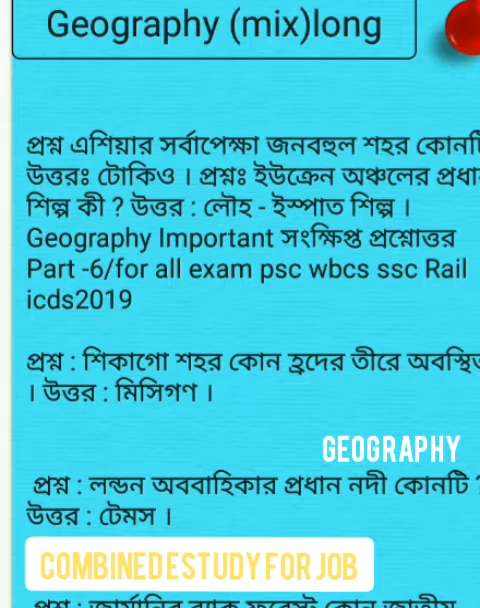 Geography (mix)long
প্রশ্ন এশিয়ার সর্বাপেক্ষা জনবহুল শহর কোনটি
উত্তরঃ টোকিও । প্রশ্নঃ ইউক্রেন অঞ্চলের প্রধা
শিল্প কী ? উত্তর : লৌহ - ইস্পাত শিল্প ।
Geography Important সংক্ষিপ্ত প্রশ্নোত্তর
Part -6/for all exam psc wbcs ssc Rail
icds2019
প্রশ্ন : শিকাগো শহর কোন হ্রদের তীরে অবস্থিত
। উত্তর : মিসিগণ ।
GEOGRAPHY
প্রশ্ন : লন্ডন অববাহিকার প্রধান নদী কোনটি ?
উত্তর : টেমস ।
COMBINEDESTUDY FOR JOB
প্রশ্ন : জার্মানির ব্ল্যাক ফরেস্ট কোন জাতীয়